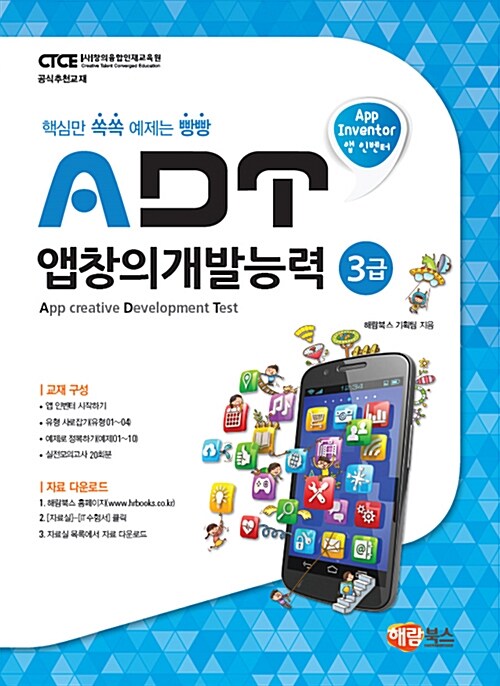 CTCE (사)창의융합인재교육원
Creative Talent Converged Education
공식추천교재
핵심만 쏙쏙 예제는 빵빵
App
Inventor
앱 인벤터
ADT
앱창의개발능력 3급
App creative Development Test
해람북스 기획팀 지음
| 교재 구성
• 앱 인벤터 시작하기
• 유형 사로잡기(유형01~04)
• 예제로 정복하기(예제01~10)
• 실전모의고사 20회분
| 자료 다운로드
1. 해람북스 홈페이지(www.hrbooks.co.kr)
2. [자료실]-[IT수험서] 클릭
3. 자료실 목록에서 자료 다운로드
해람북스